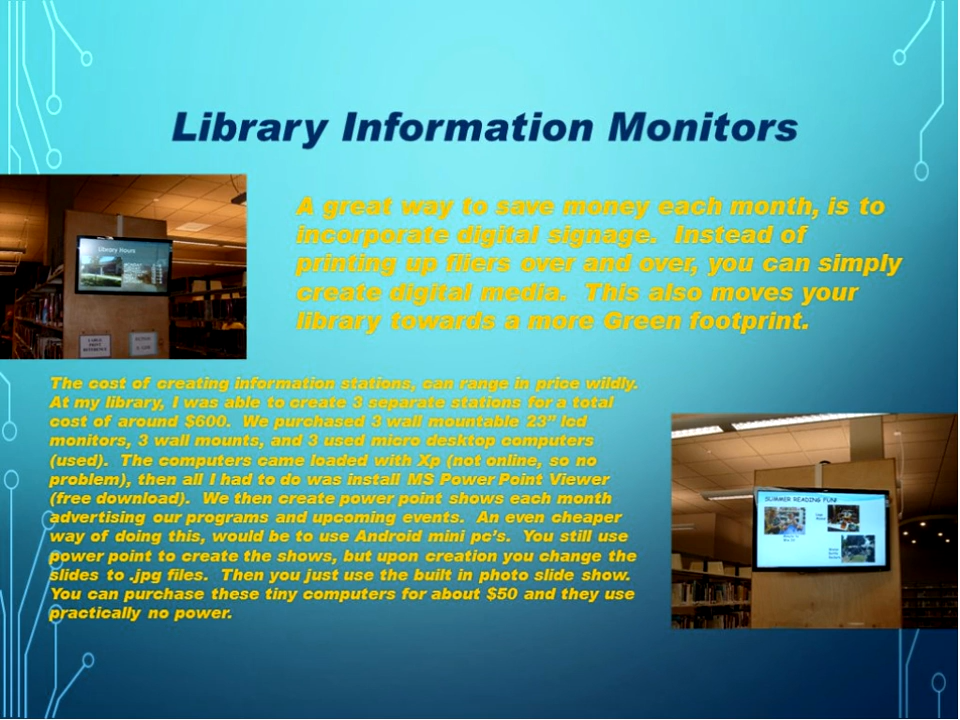 Library Information Monitors
A great way to save money each month, is to
incorporate digital signage.  Instead of
printing up fliers over and over, you can simply
create digital media.  This also moves your
library towards a more Green footprint.
Library Hours
LARGE
PRINT
REFERENCE
The cost of creating information stations, can range in price wildly.
At my library, I was able to create 3 separate stations for a total
cost of around $600.  We purchased 3 wall mountable 23” lcd
monitors, 3 wall mounts, and 3 used micro desktop computers
(used).  The computers came loaded with Xp (not online, so no
problem), then all I had to do was install MS Power Point Viewer
(free download).  We then create power point shows each month
advertising our programs and upcoming events.  An even cheaper
way of doing this, would be to use Android mini pc’s.  You still use
power point to create the shows, but upon creation you change the
slides to .jpg files.  Then you just use the built in photo slide show.
You can purchase these tiny computers for about $50 and they use
practically no power.
SUMMER READING FUN!